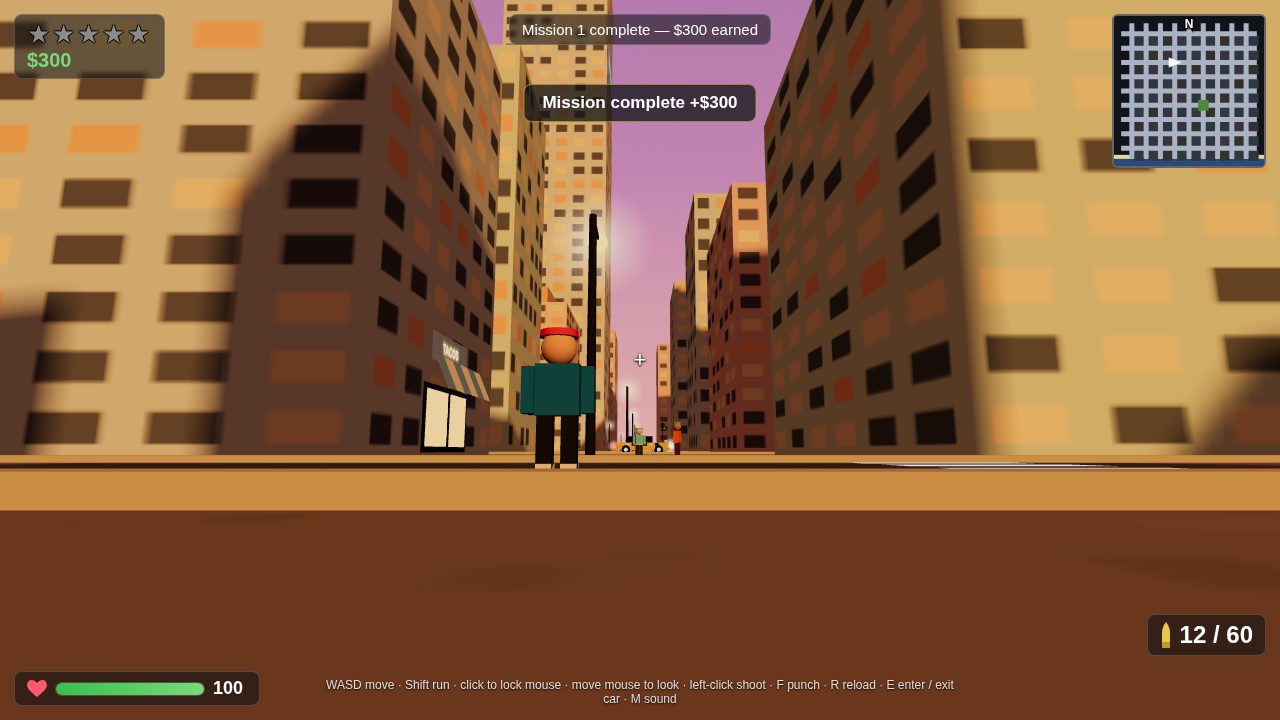 Mission 1 complete — $300 earned
N
$300
Mission complete +$300
TACOS
12 / 60
100
WASD move · Shift run · click to lock mouse · move mouse to look · left-click shoot · F punch · R reload · E enter / exit
car · M sound